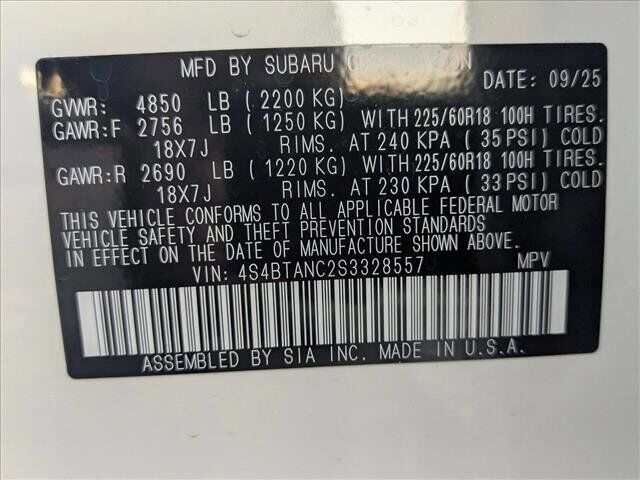 MFD BY SUBARU
DATE: 09/25
GVWR: 4850 LB ( 2200 KG)
GAWR:F 2756 LB ( 1250 KG) WITH 225/60R18 100H TIRES.
18X7J RIMS. AT 240 KPA ( 35 PSI) COLD
GAWR:R 2690 LB ( 1220 KG) WITH 225/60R18 100H TIRES.
18X7J RIMS. AT 230 KPA ( 33 PSI) COLD
THIS VEHICLE CONFORMS TO ALL APPLICABLE FEDERAL MOTOR
VEHICLE SAFETY AND THEFT PREVENTION STANDARDS IN EFFECT
ON THE DATE OF MANUFACTURE SHOWN ABOVE.
VIN: 4S4BTANC2S3328557 MPV
ASSEMBLED BY SIA INC. MADE IN U.S.A.